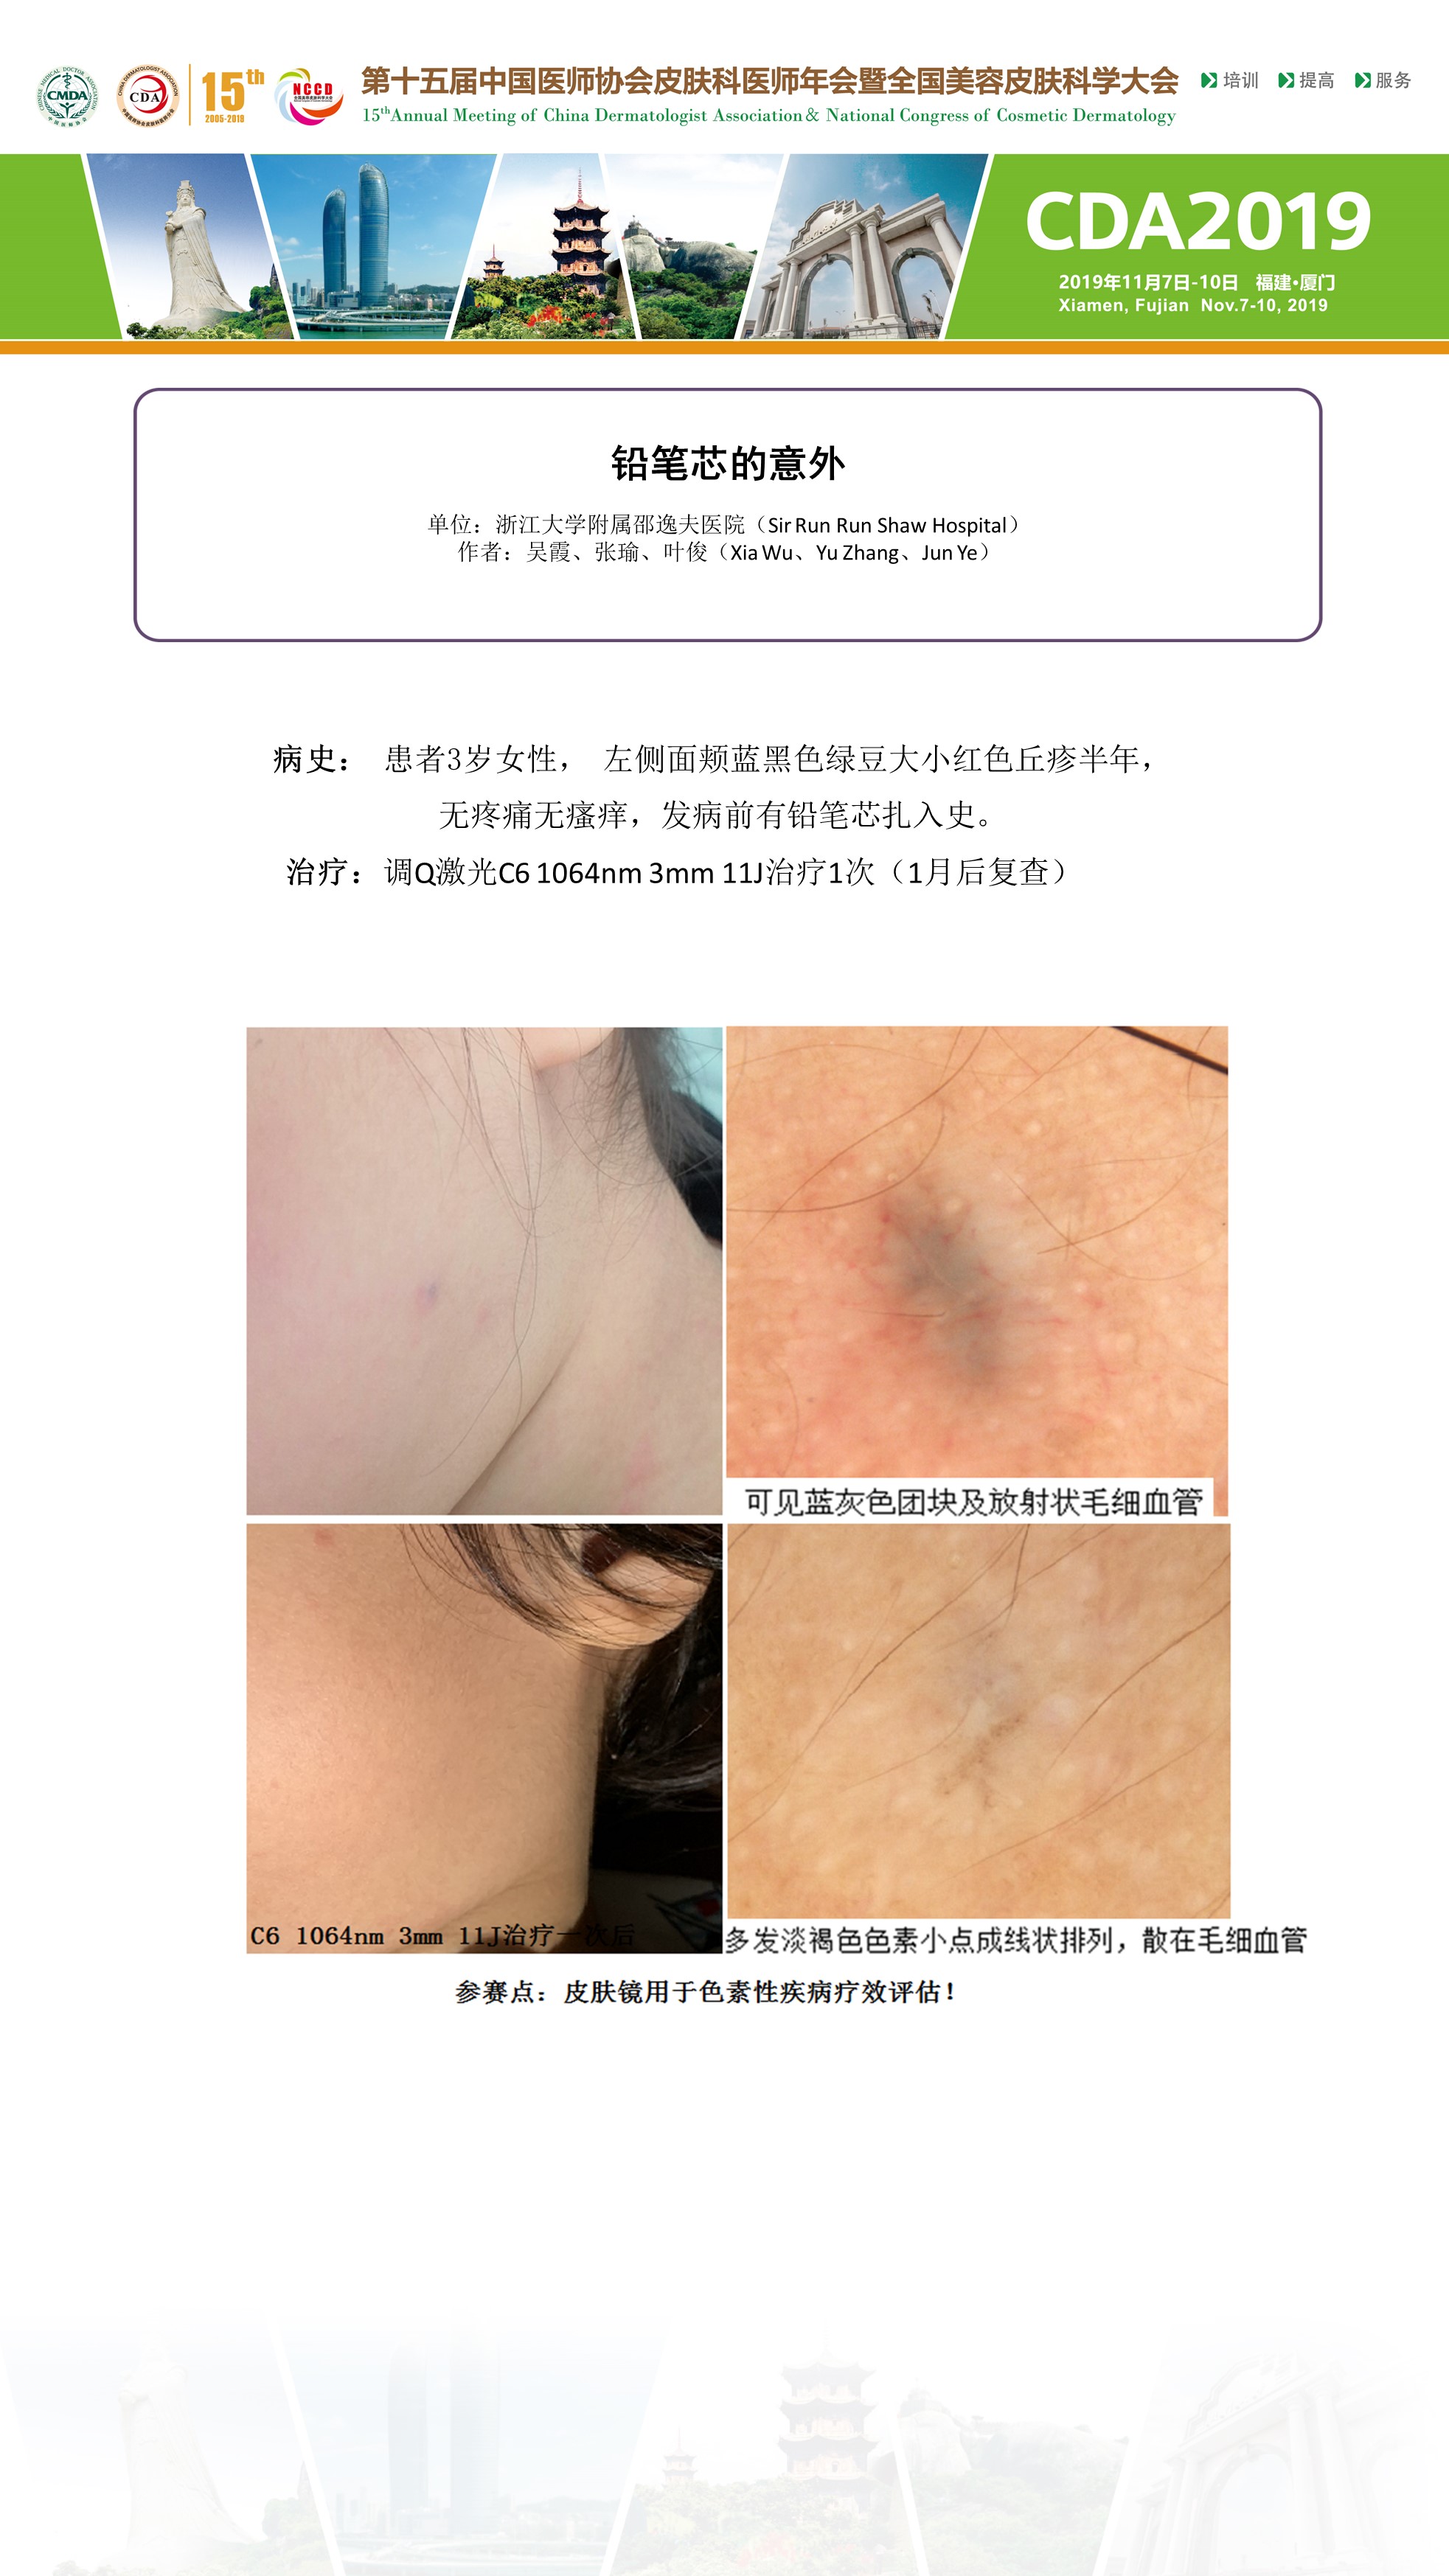 CMDA
CDA
15th
2005-2019
NCCD
第十五届中国医师协会皮肤科医师年会暨全国美容皮肤科学大会
15thAnnual Meeting of China Dermatologist Association & National Congress of Cosmetic Dermatology
培训 提高 服务
CDA2019
2019年11月7日-10日 福建•厦门
Xiamen, Fujian Nov.7-10, 2019
铅笔芯的意外
单位：浙江大学附属邵逸夫医院（Sir Run Run Shaw Hospital）
作者：吴霞、张瑜、叶俊（Xia Wu、Yu Zhang、Jun Ye）
病史： 患者3岁女性， 左侧面颊蓝黑色绿豆大小红色丘疹半年，
无疼痛无瘙痒，发病前有铅笔芯扎入史。
治疗：调Q激光C6 1064nm 3mm 11J治疗1次（1月后复查）
可见蓝灰色团块及放射状毛细血管
C6 1064nm 3mm 11J治疗一次后
多发淡褐色色素小点成线状排列，散在毛细血管
参赛点：皮肤镜用于色素性疾病疗效评估！